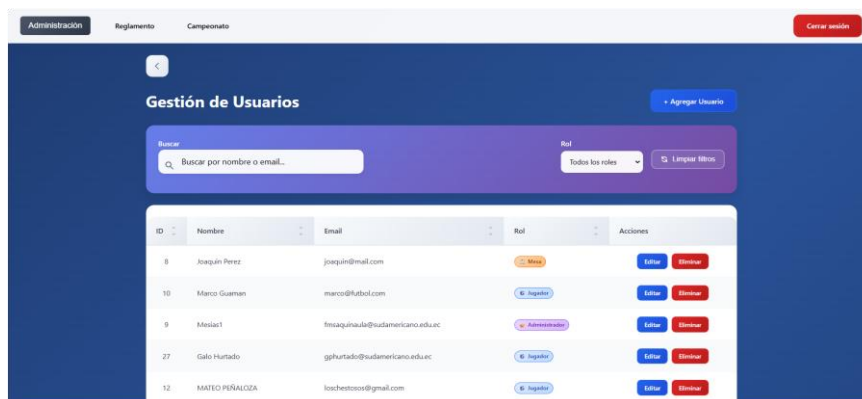 Administración Reglamento Campeonato Cerrar sesión
Gestión de Usuarios
+ Agregar Usuario
Buscar Rol
Buscar por nombre o email... Todos los roles Limpiar filtros
ID Nombre Email Rol Acciones
8 Joaquin Perez joaquin@mail.com Mesa Editar Eliminar
10 Marco Guaman marco@futbol.com Jugador Editar Eliminar
9 Mesias1 fmsaquinaula@sudamericano.edu.ec Administrador Editar Eliminar
27 Galo Hurtado gphurtado@sudamericano.edu.ec Jugador Editar Eliminar
12 MATEO PEÑALOZA loschestosos@gmail.com Jugador Editar Eliminar